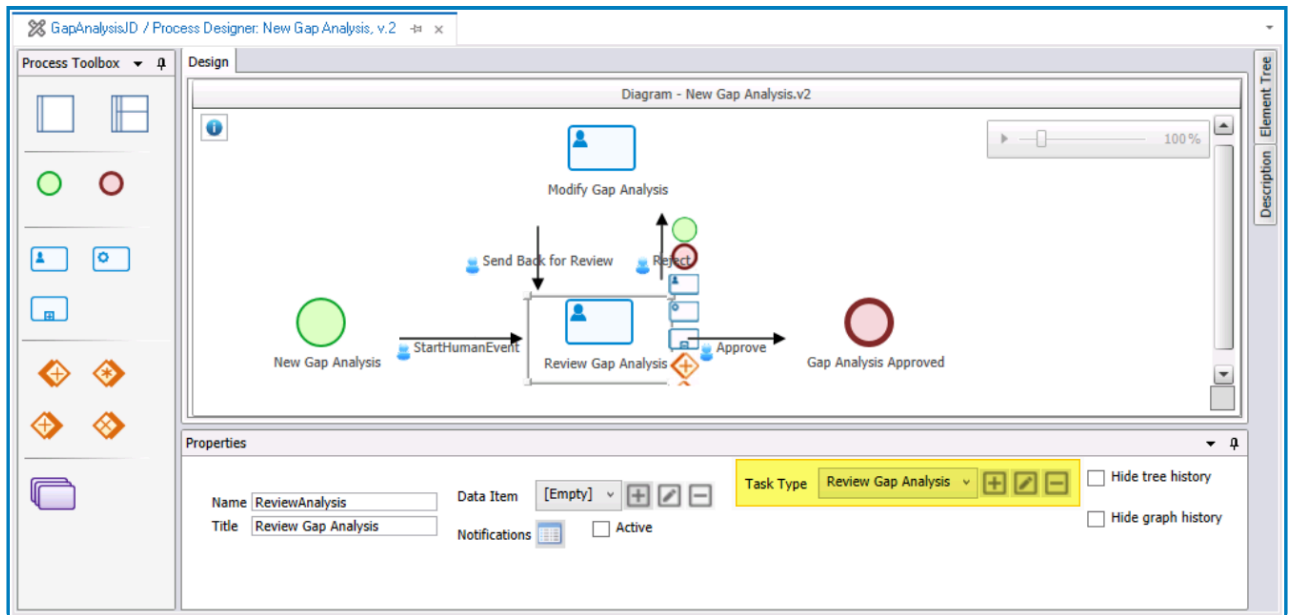 GapAnalysisJD / Process Designer: New Gap Analysis, v.2
Process Toolbox
Design
Diagram - New Gap Analysis.v2
100 %
Modify Gap Analysis
Send Back for Review
Reject
StartHumanEvent
Approve
New Gap Analysis
Review Gap Analysis
Gap Analysis Approved
Element Tree
Description
Properties
Name ReviewAnalysis
Title Review Gap Analysis
Data Item [Empty]
Notifications
Active
Task Type Review Gap Analysis
Hide tree history
Hide graph history